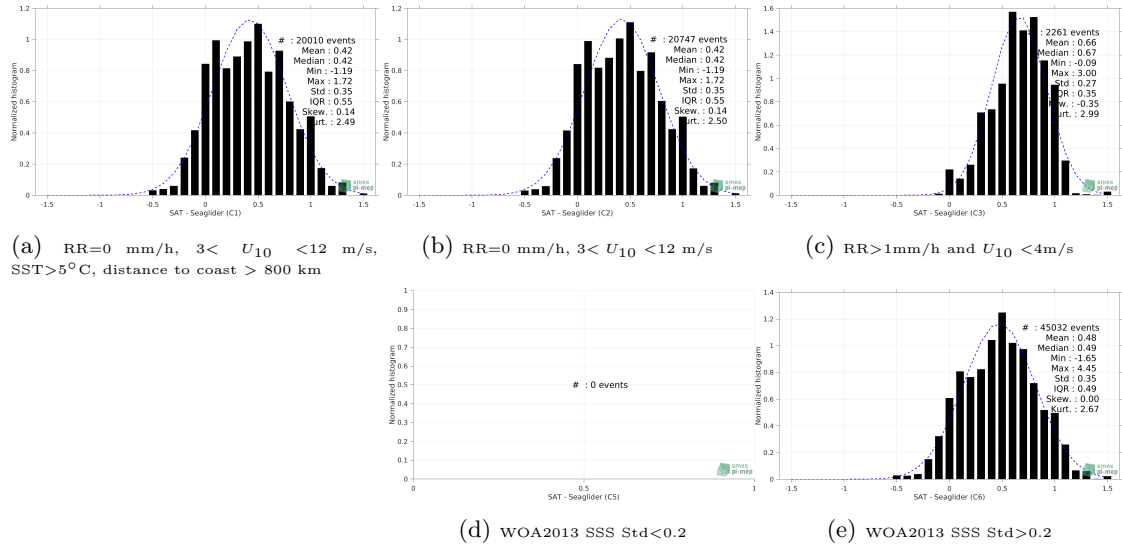 1.2
1
0.8
0.6
0.4
0.2
0
Normalized histogram
-1.5 -1 -0.5 0 0.5 1 1.5
SAT - Seaglider (C1)
# : 20010 events
Mean : 0.42
Median : 0.42
Min : -1.19
Max : 1.72
Std : 0.35
IQR : 0.55
Skew. : 0.14
Kurt. : 2.49
smos
pi-mep
(a) RR=0 mm/h, 3< U10 <12 m/s,
SST>5°C, distance to coast > 800 km
1.2
1
0.8
0.6
0.4
0.2
0
Normalized histogram
-1.5 -1 -0.5 0 0.5 1 1.5
SAT - Seaglider (C2)
# : 20747 events
Mean : 0.42
Median : 0.42
Min : -1.19
Max : 1.72
Std : 0.35
IQR : 0.55
Skew. : 0.14
Kurt. : 2.50
smos
pi-mep
(b) RR=0 mm/h, 3< U10 <12 m/s
1.6
1.4
1.2
1
0.8
0.6
0.4
0.2
0
Normalized histogram
-1.5 -1 -0.5 0 0.5 1 1.5
SAT - Seaglider (C3)
: 2261 events
Mean : 0.66
Median : 0.67
Min : -0.09
Max : 3.00
Std : 0.27
IQR : 0.35
Skew. : -0.35
Kurt. : 2.99
smos
pi-mep
(c) RR>1mm/h and U10 <4m/s
1
0.9
0.8
0.7
0.6
0.5
0.4
0.3
0.2
0.1
0
Normalized histogram
0 0.5 1
SAT - Seaglider (C5)
# : 0 events
smos
pi-mep
(d) WOA2013 SSS Std<0.2
1.4
1.2
1
0.8
0.6
0.4
0.2
0
Normalized histogram
-1.5 -1 -0.5 0 0.5 1 1.5
SAT - Seaglider (C6)
# : 45032 events
Mean : 0.48
Median : 0.49
Min : -1.65
Max : 4.45
Std : 0.35
IQR : 0.49
Skew. : 0.00
Kurt. : 2.67
smos
pi-mep
(e) WOA2013 SSS Std>0.2